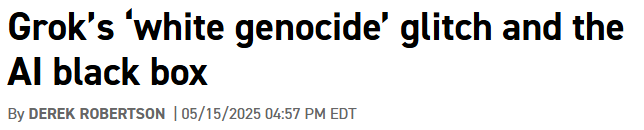 Grok’s ‘white genocide’ glitch and the
AI black box
By DEREK ROBERTSON | 05/15/2025 04:57 PM EDT